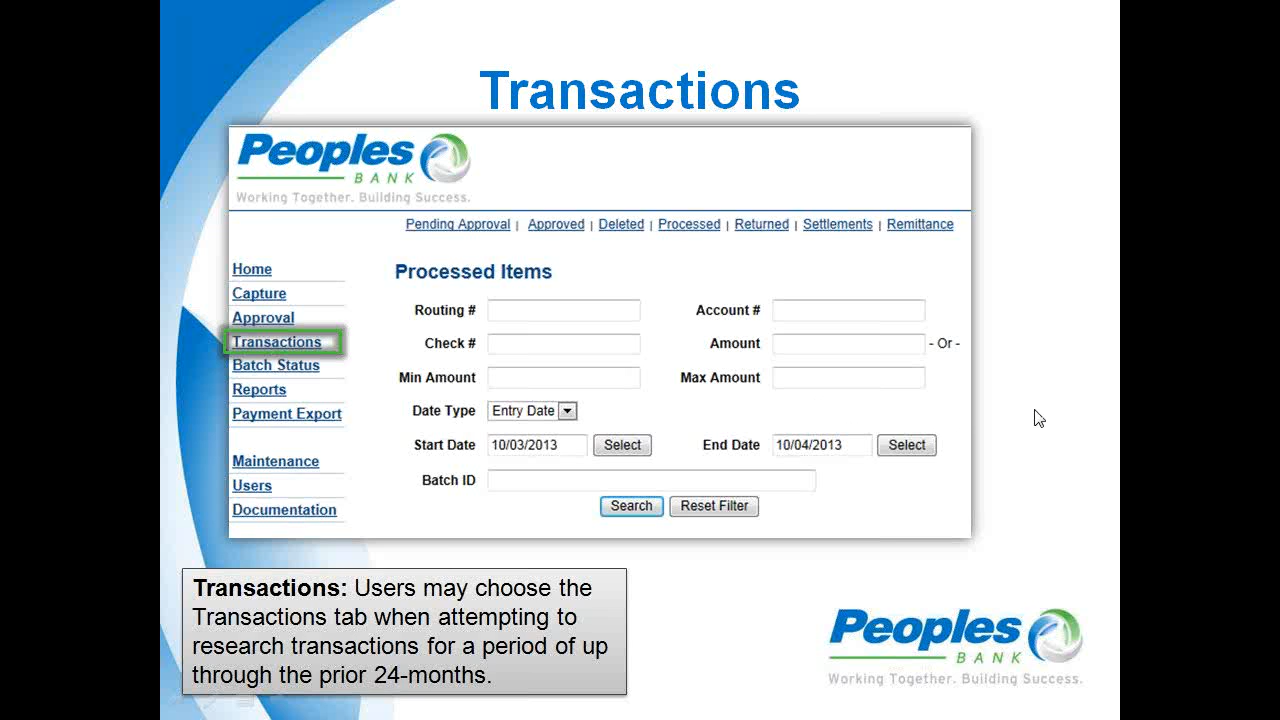 Transactions
Peoples
BANK
Working Together. Building Success.
Pending Approval | Approved | Deleted | Processed | Returned | Settlements | Remittance
Home
Capture
Approval
Transactions
Batch Status
Reports
Payment Export
Maintenance
Users
Documentation
Processed Items
Routing # Account #
Check # Amount - Or -
Min Amount Max Amount
Date Type Entry Date
Start Date 10/03/2013 Select End Date 10/04/2013 Select
Batch ID
Search Reset Filter
Transactions: Users may choose the
Transactions tab when attempting to
research transactions for a period of up
through the prior 24-months.
Peoples
BANK
Working Together. Building Success.